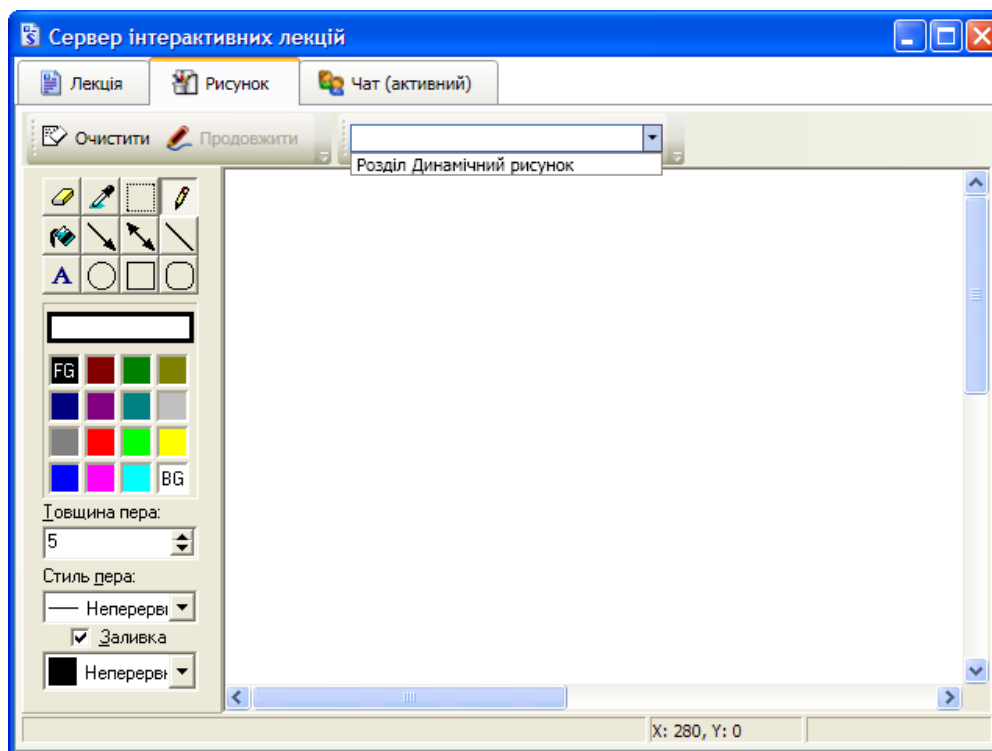 Сервер інтерактивних лекцій
Лекція
Рисунок
Чат (активний)
Очистити
Продовжити
Розділ Динамічний рисунок
A
FG
BG
Товщина пера:
5
Стиль пера:
Неперервı
Заливка
Неперерві
X: 280, Y: 0